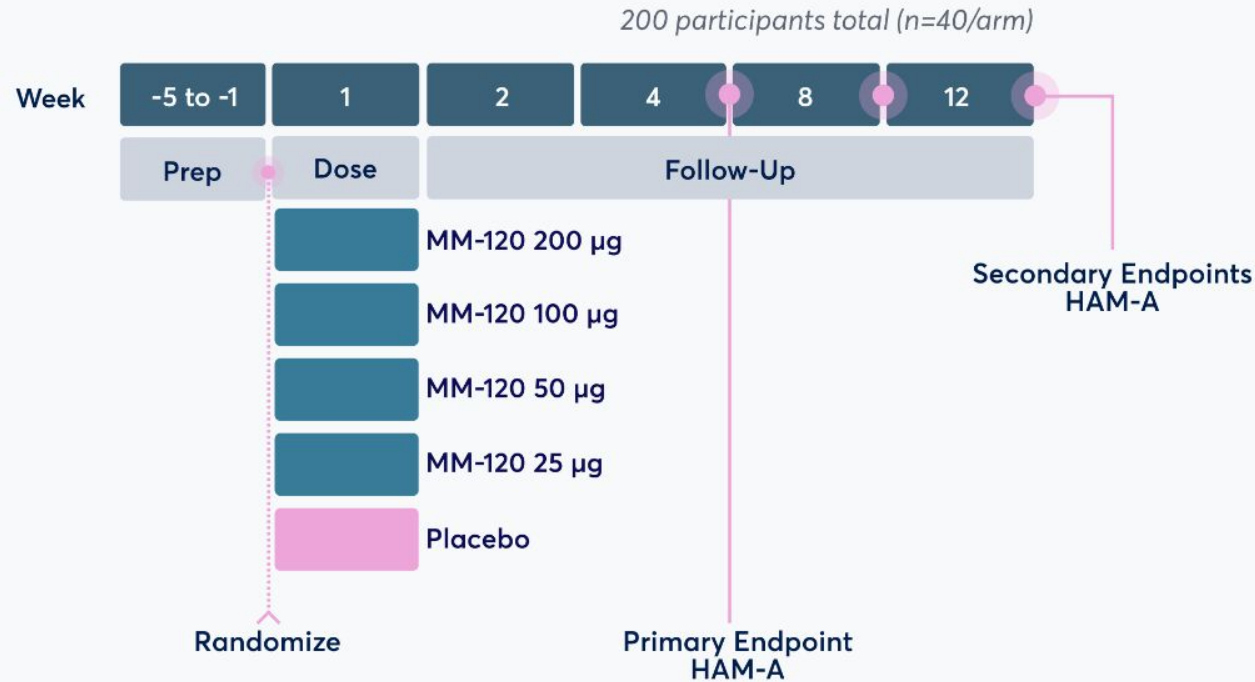 200 participants total (n=40/arm)
Week
-5 to -1
1
2
4
8
12
Prep
Dose
Follow-Up
MM-120 200 µg
MM-120 100 µg
MM-120 50 µg
MM-120 25 µg
Placebo
Secondary Endpoints
HAM-A
Randomize
Primary Endpoint
HAM-A